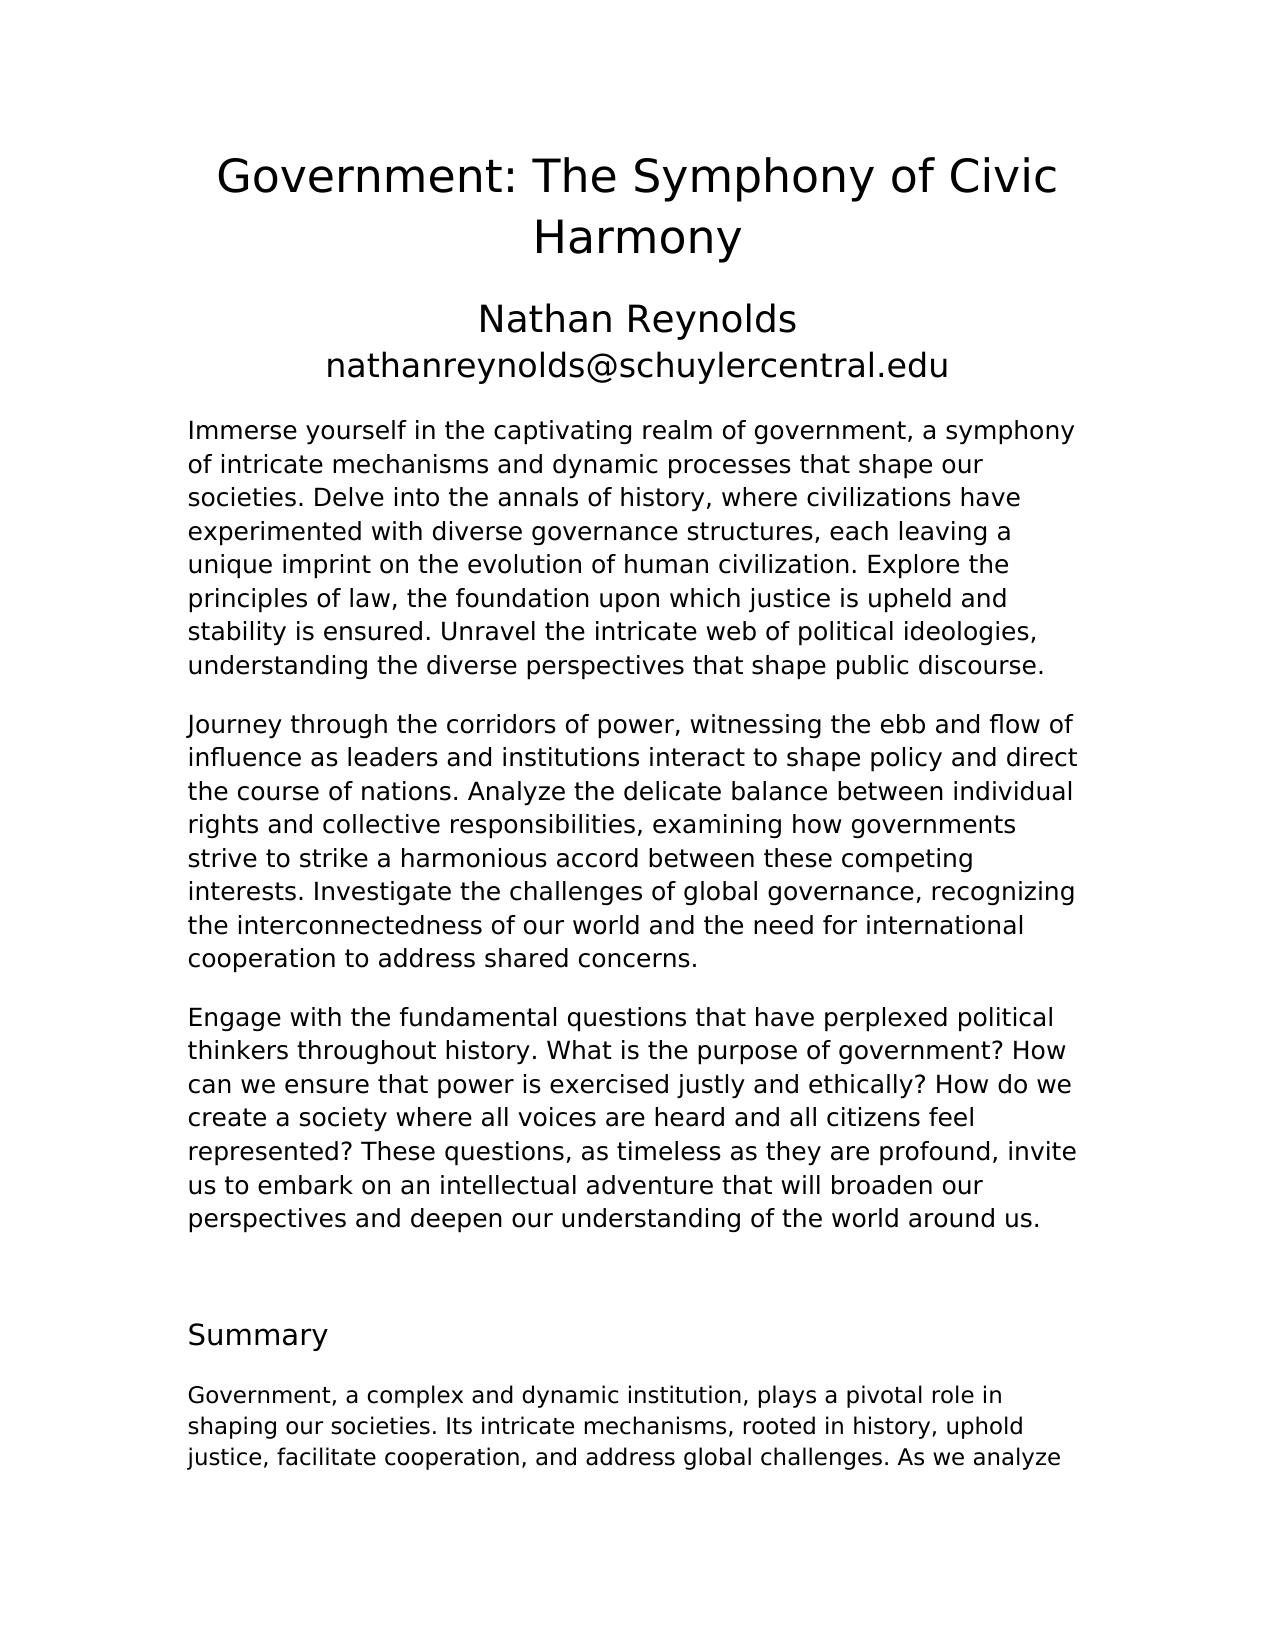 Government: The Symphony of Civic
Harmony
Nathan Reynolds
nathanreynolds@schuylercentral.edu
Immerse yourself in the captivating realm of government, a symphony
of intricate mechanisms and dynamic processes that shape our
societies. Delve into the annals of history, where civilizations have
experimented with diverse governance structures, each leaving a
unique imprint on the evolution of human civilization. Explore the
principles of law, the foundation upon which justice is upheld and
stability is ensured. Unravel the intricate web of political ideologies,
understanding the diverse perspectives that shape public discourse.
Journey through the corridors of power, witnessing the ebb and flow of
influence as leaders and institutions interact to shape policy and direct
the course of nations. Analyze the delicate balance between individual
rights and collective responsibilities, examining how governments
strive to strike a harmonious accord between these competing
interests. Investigate the challenges of global governance, recognizing
the interconnectedness of our world and the need for international
cooperation to address shared concerns.
Engage with the fundamental questions that have perplexed political
thinkers throughout history. What is the purpose of government? How
can we ensure that power is exercised justly and ethically? How do we
create a society where all voices are heard and all citizens feel
represented? These questions, as timeless as they are profound, invite
us to embark on an intellectual adventure that will broaden our
perspectives and deepen our understanding of the world around us.
Summary
Government, a complex and dynamic institution, plays a pivotal role in
shaping our societies. Its intricate mechanisms, rooted in history, uphold
justice, facilitate cooperation, and address global challenges. As we analyze